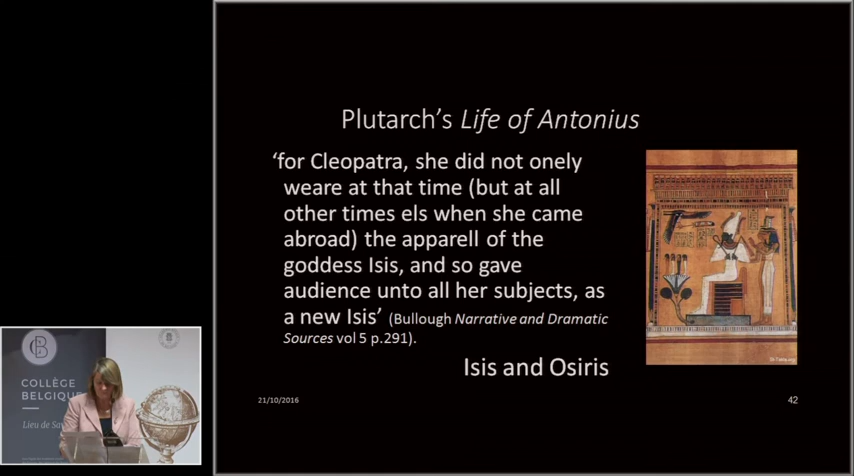 Plutarch's Life of Antonius
'for Cleopatra, she did not onely
weare at that time (but at all
other times els when she came
abroad) the apparell of the
goddess Isis, and so gave
audience unto all her subjects, as
a new Isis' (Bullough Narrative and Dramatic
Sources vol 5 p.291).
Isis and Osiris
21/10/2016
42
COLLÈGE
BELGIQUE
Lieu de